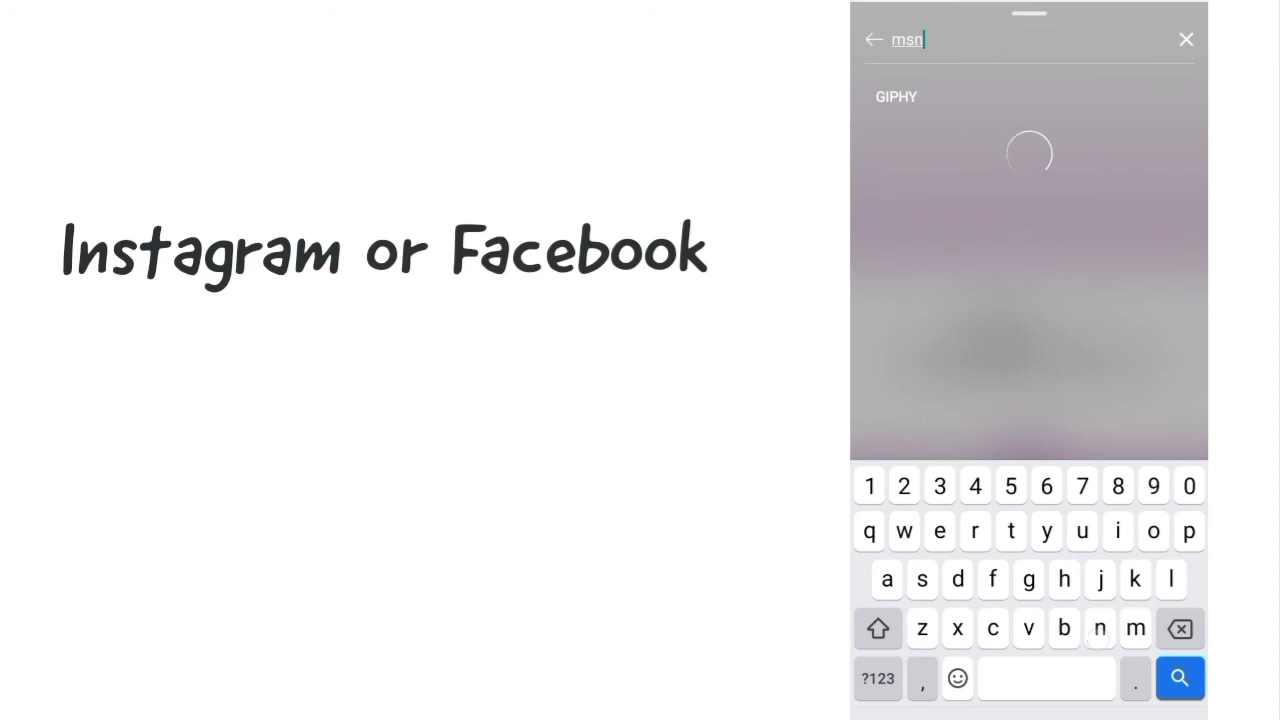 Instagram or Facebook
msn
GIPHY
1 2 3 4 5 6 7 8 9 0
q w e r t y u i o p
a s d f g h j k l
z x c v b n m
?123 , .